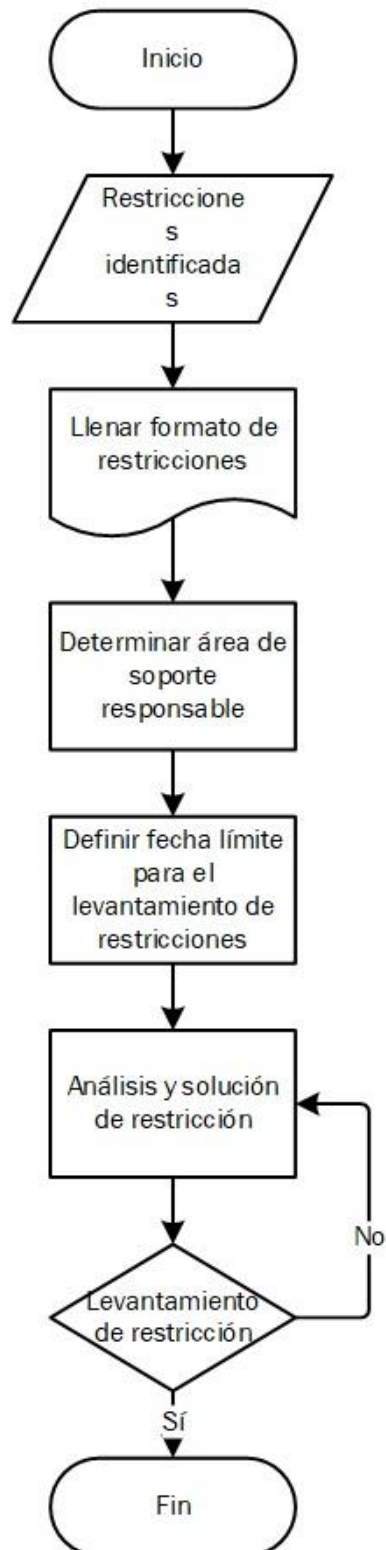 Inicio
Restriccione
s
identificada
s
Llenar formato de
restricciones
Determinar área de
soporte
responsable
Definir fecha límite
para el
levantamiento de
restricciones
Análisis y solución
de restricción
No
Levantamiento
de restricción
Sí
Fin